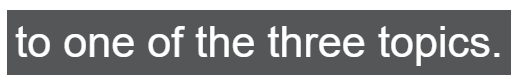 to one of the three topics.